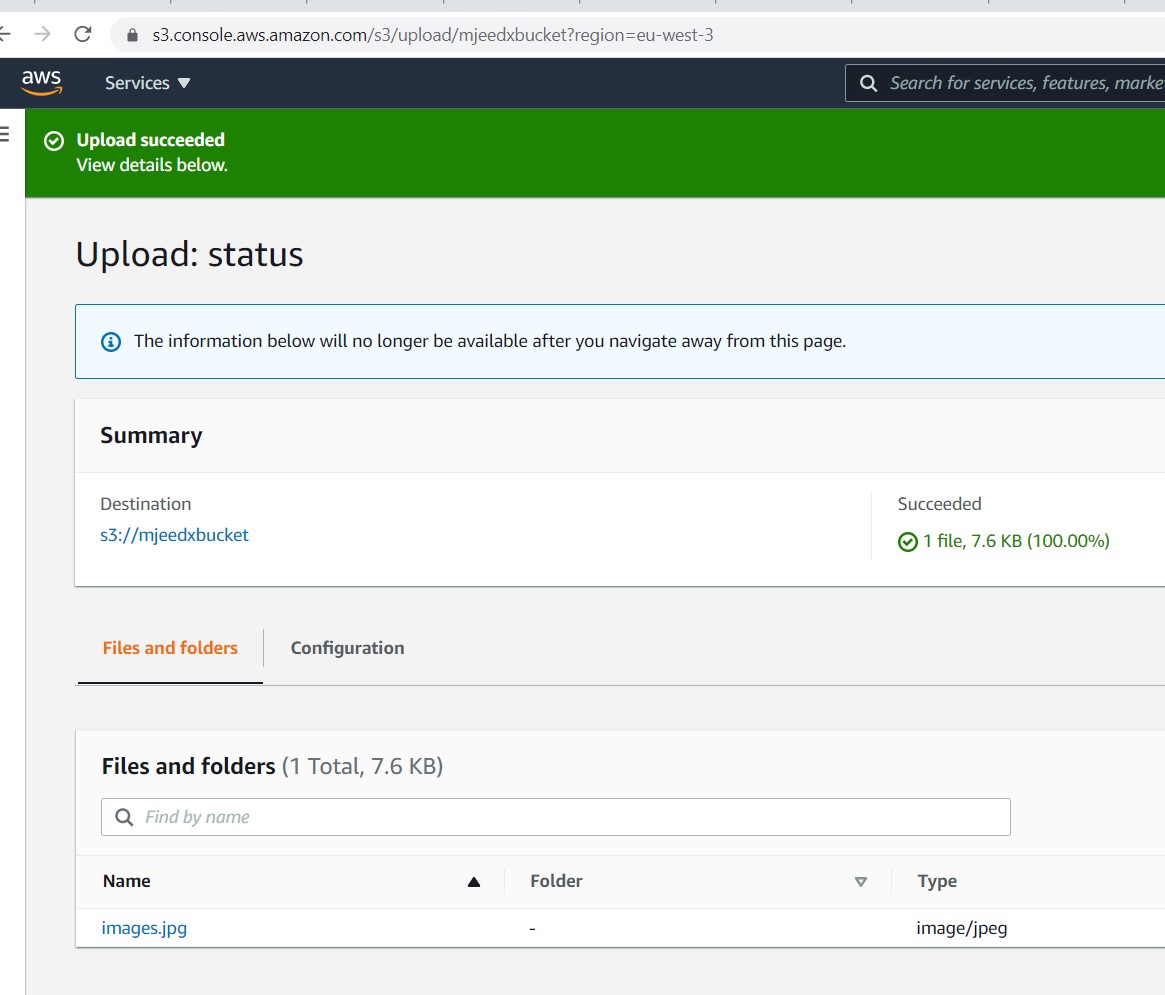 s3.console.aws.amazon.com/s3/upload/mjeedxbucket?region=eu-west-3
aws
Services ▼
Search for services, features, marke
Upload succeeded
View details below.
Upload: status
The information below will no longer be available after you navigate away from this page.
Summary
Destination
s3://mjeedxbucket
Succeeded
1 file, 7.6 KB (100.00%)
Files and folders
Configuration
Files and folders (1 Total, 7.6 KB)
Find by name
Name ▲ Folder ▽ Type
images.jpg - image/jpeg